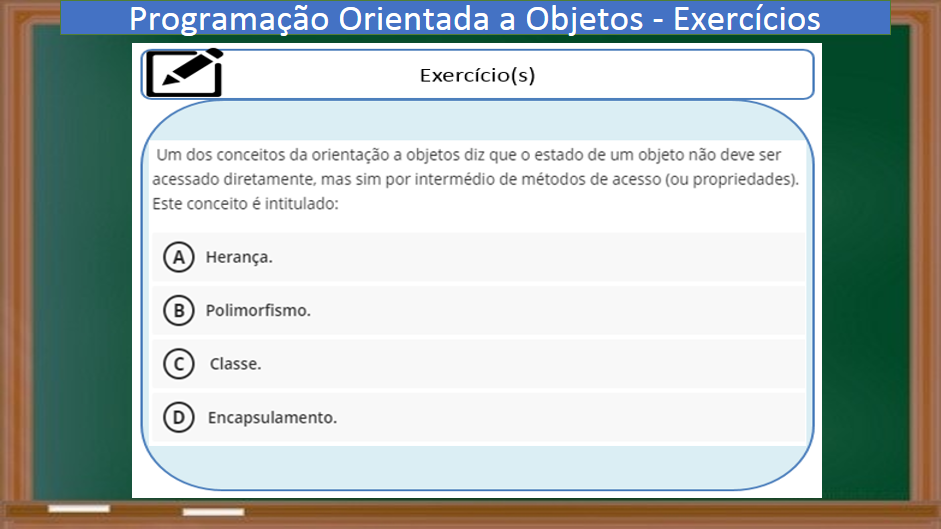 Programação Orientada a Objetos - Exercícios
Exercício(s)
Um dos conceitos da orientação a objetos diz que o estado de um objeto não deve ser
acessado diretamente, mas sim por intermédio de métodos de acesso (ou propriedades).
Este conceito é intitulado:
A Herança.
B Polimorfismo.
C Classe.
D Encapsulamento.